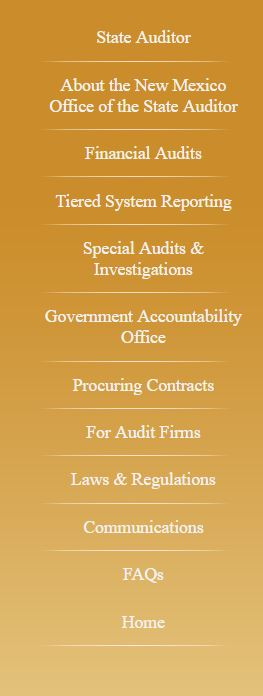 State Auditor
About the New Mexico
Office of the State Auditor
Financial Audits
Tiered System Reporting
Special Audits &
Investigations
Government Accountability
Office
Procuring Contracts
For Audit Firms
Laws & Regulations
Communications
FAQs
Home